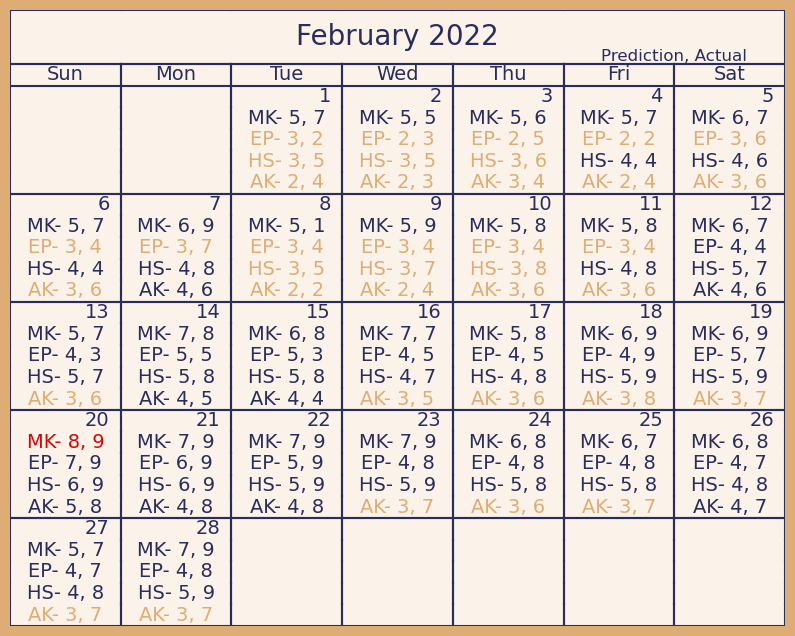 February 2022
Prediction, Actual
Sun Mon Tue Wed Thu Fri Sat
1 2 3 4 5
MK- 5, 7 MK- 5, 5 MK- 5, 6 MK- 5, 7 MK- 6, 7
EP- 3, 2 EP- 2, 3 EP- 2, 5 EP- 2, 2 EP- 3, 6
HS- 3, 5 HS- 3, 5 HS- 3, 6 HS- 4, 4 HS- 4, 6
AK- 2, 4 AK- 2, 3 AK- 3, 4 AK- 2, 4 AK- 3, 6
6 7 8 9 10 11 12
MK- 5, 7 MK- 6, 9 MK- 5, 1 MK- 5, 9 MK- 5, 8 MK- 5, 8 MK- 6, 7
EP- 3, 4 EP- 3, 7 EP- 3, 4 EP- 3, 4 EP- 3, 4 EP- 3, 4 EP- 4, 4
HS- 4, 4 HS- 4, 8 HS- 3, 5 HS- 3, 7 HS- 3, 8 HS- 4, 8 HS- 5, 7
AK- 3, 6 AK- 4, 6 AK- 2, 2 AK- 2, 4 AK- 3, 6 AK- 3, 6 AK- 4, 6
13 14 15 16 17 18 19
MK- 5, 7 MK- 7, 8 MK- 6, 8 MK- 7, 7 MK- 5, 8 MK- 6, 9 MK- 6, 9
EP- 4, 3 EP- 5, 5 EP- 5, 3 EP- 4, 5 EP- 4, 5 EP- 4, 9 EP- 5, 7
HS- 5, 7 HS- 5, 8 HS- 5, 8 HS- 4, 7 HS- 4, 8 HS- 5, 9 HS- 5, 9
AK- 3, 6 AK- 4, 5 AK- 4, 4 AK- 3, 5 AK- 3, 6 AK- 3, 8 AK- 3, 7
20 21 22 23 24 25 26
MK- 8, 9 MK- 7, 9 MK- 7, 9 MK- 7, 9 MK- 6, 8 MK- 6, 7 MK- 6, 8
EP- 7, 9 EP- 6, 9 EP- 5, 9 EP- 4, 8 EP- 4, 8 EP- 4, 8 EP- 4, 7
HS- 6, 9 HS- 6, 9 HS- 5, 9 HS- 5, 9 HS- 5, 8 HS- 5, 8 HS- 4, 8
AK- 5, 8 AK- 4, 8 AK- 4, 8 AK- 3, 7 AK- 3, 6 AK- 3, 7 AK- 4, 7
27 28
MK- 5, 7 MK- 7, 9
EP- 4, 7 EP- 4, 8
HS- 4, 8 HS- 5, 9
AK- 3, 7 AK- 3, 7